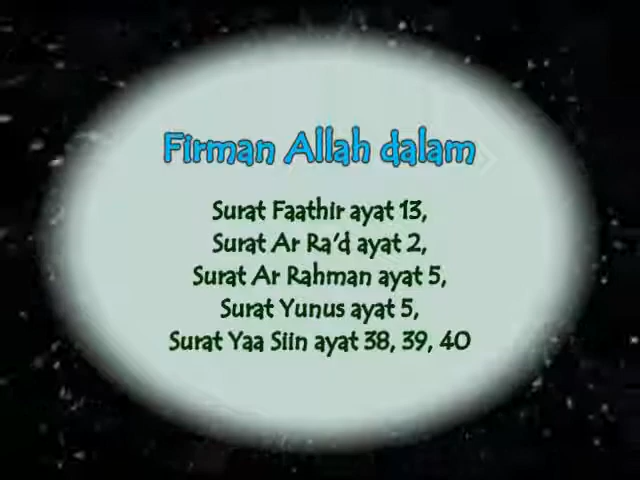 Firman Allah dalam
Surat Faathir ayat 13,
Surat Ar Ra'd ayat 2,
Surat Ar Rahman ayat 5,
Surat Yunus ayat 5,
Surat Yaa Siin ayat 38, 39, 40